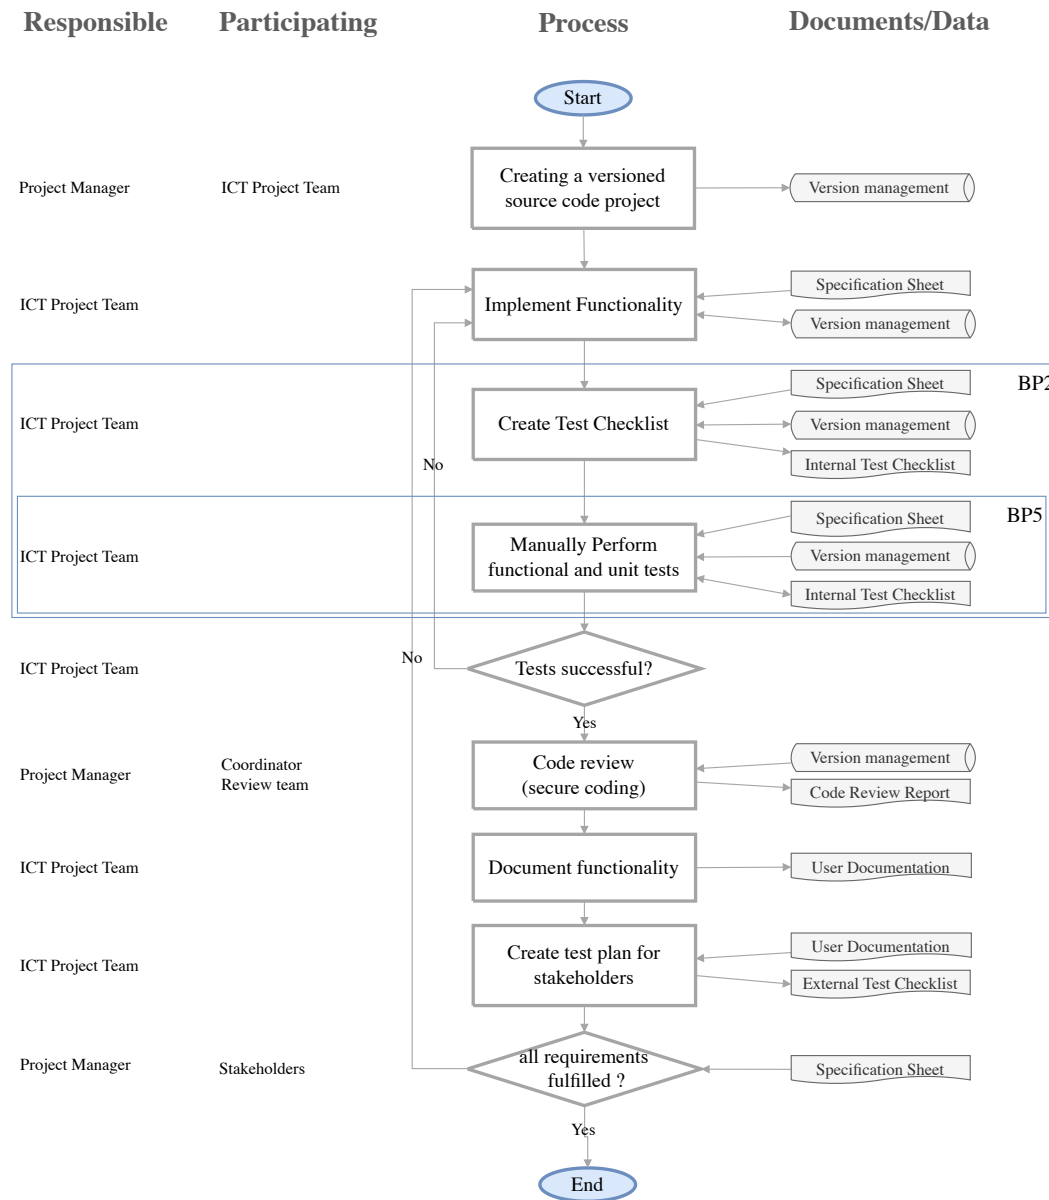 Responsible Participating Process Documents/Data
Start
Project Manager ICT Project Team Creating a versioned Version management
source code project
ICT Project Team Implement Functionality Specification Sheet
Version management
BP2
ICT Project Team Create Test Checklist Specification Sheet
Version management
Internal Test Checklist
No
BP5
ICT Project Team Manually Perform Specification Sheet
functional and unit tests Version management
Internal Test Checklist
ICT Project Team No Tests successful?
Yes
Project Manager Coordinator Code review Version management
Review team (secure coding) Code Review Report
ICT Project Team Document functionality User Documentation
ICT Project Team Create test plan for User Documentation
stakeholders External Test Checklist
Project Manager Stakeholders all requirements Specification Sheet
fulfilled ?
Yes
End